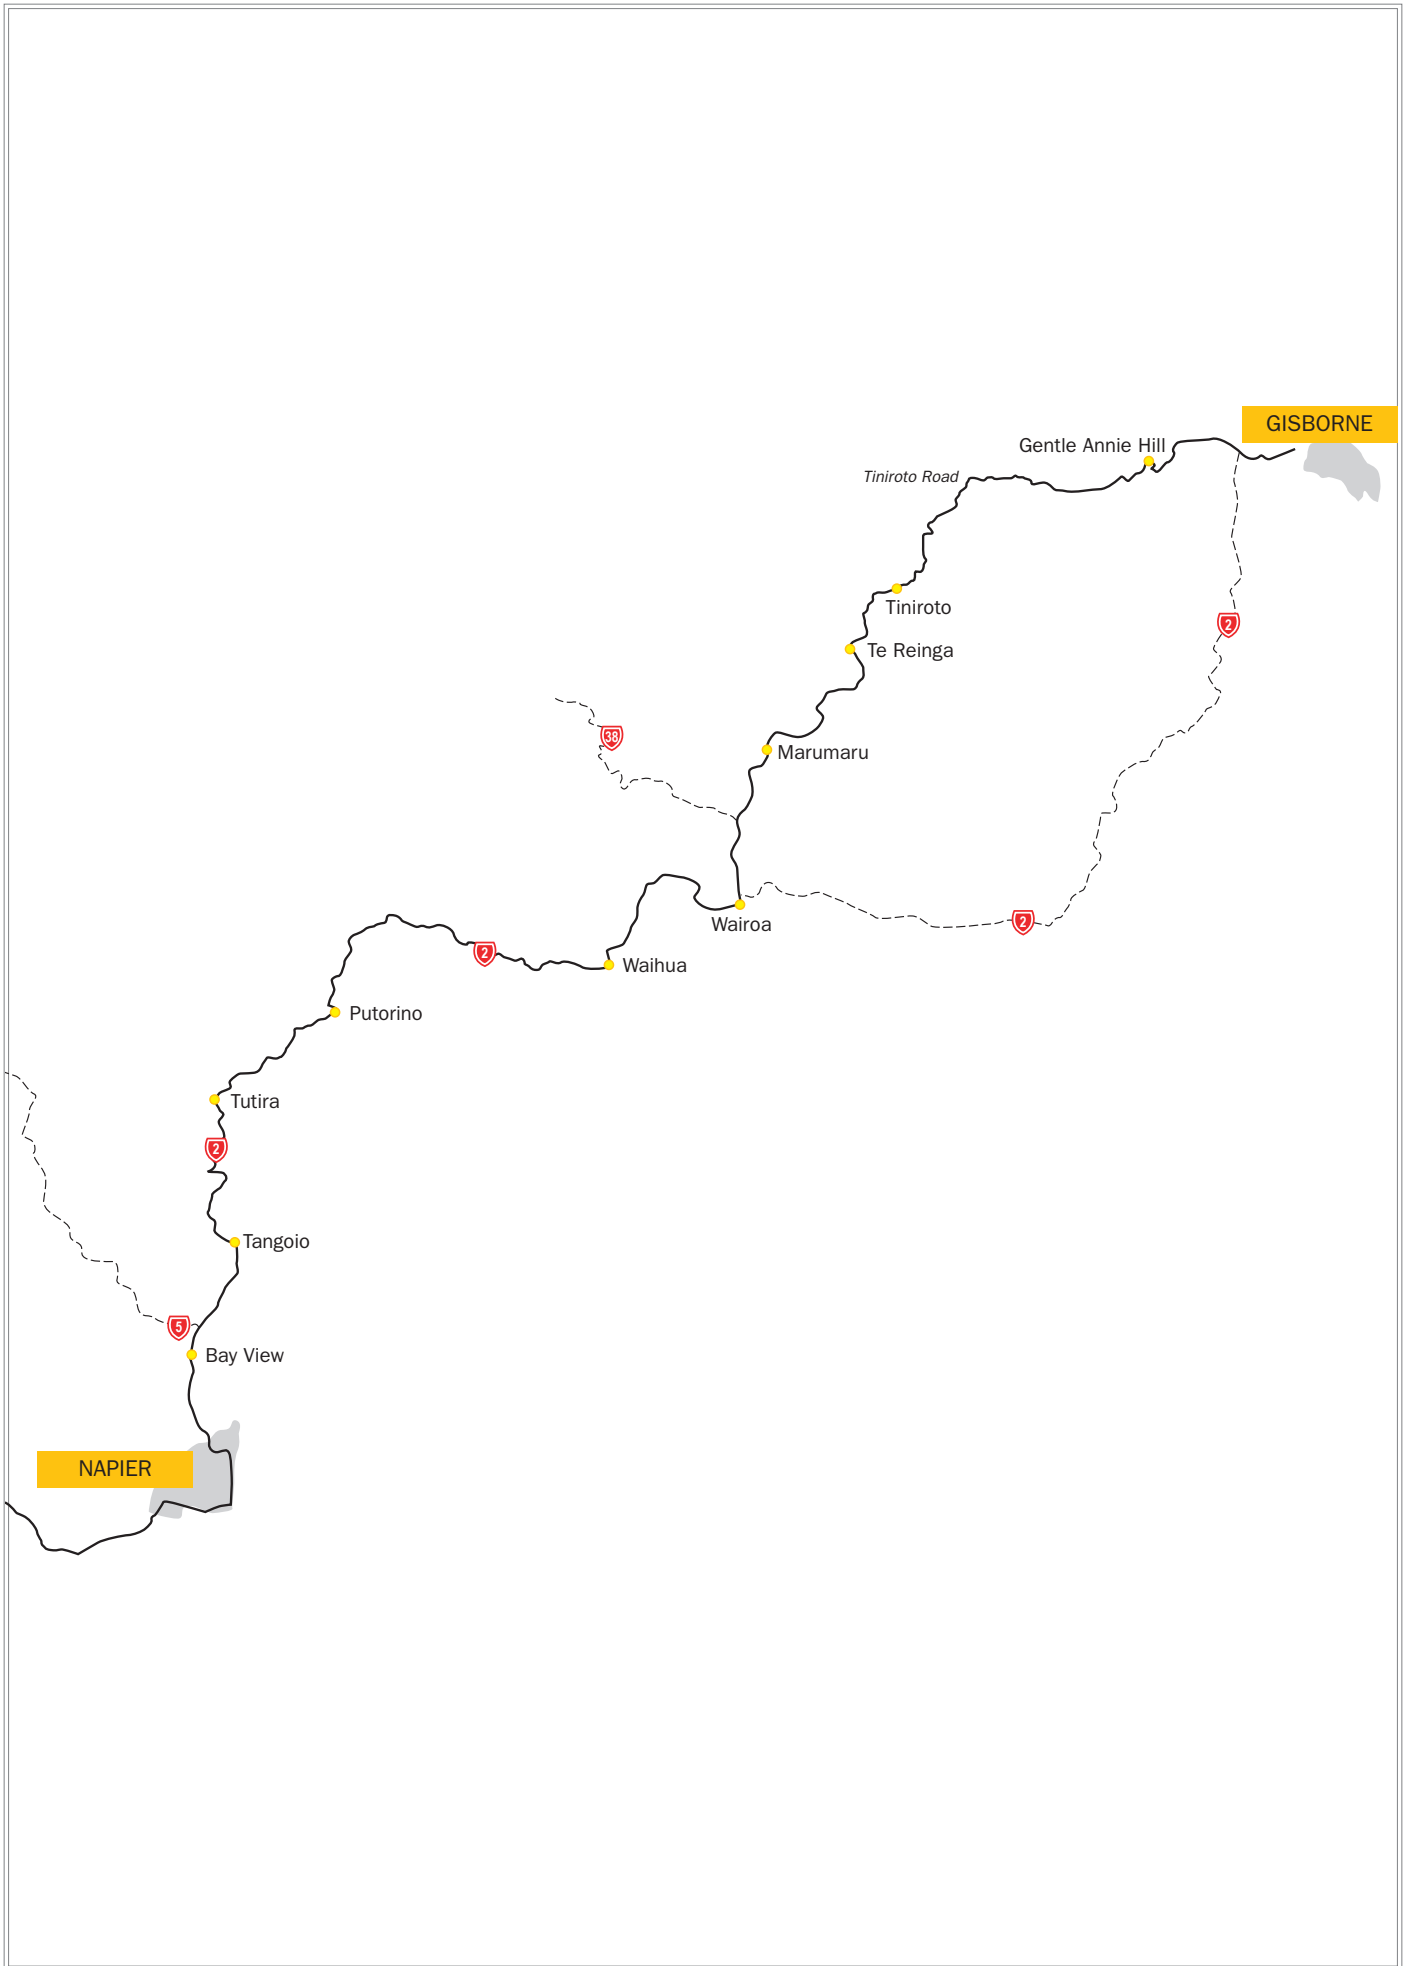 GISBORNE
Gentle Annie Hill
Tiniroto Road
Tiniroto
2
Te Reinga
38
Marumaru
Wairoa
2
2
Waihua
Putorino
Tutira
2
Tangoio
5
Bay View
NAPIER